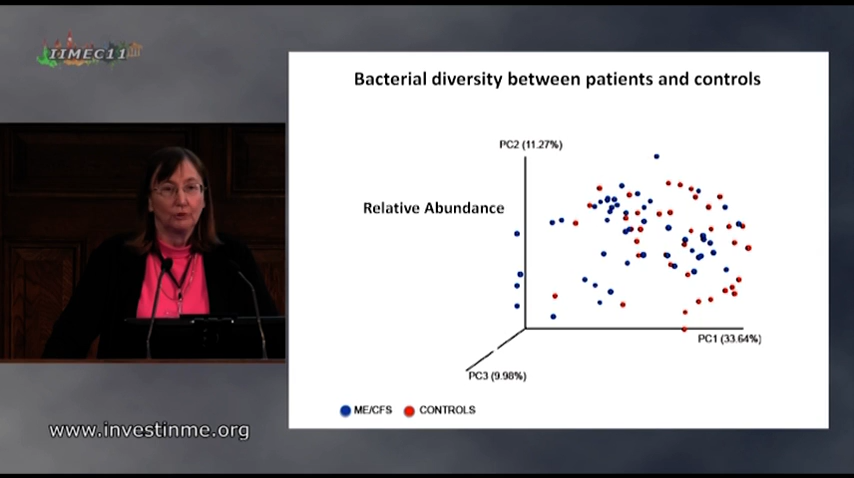 IIMEC11
Bacterial diversity between patients and controls
PC2 (11.27%)
Relative Abundance
PC1 (33.64%)
PC3 (9.98%)
ME/CFS
CONTROLS
www.investinme.org